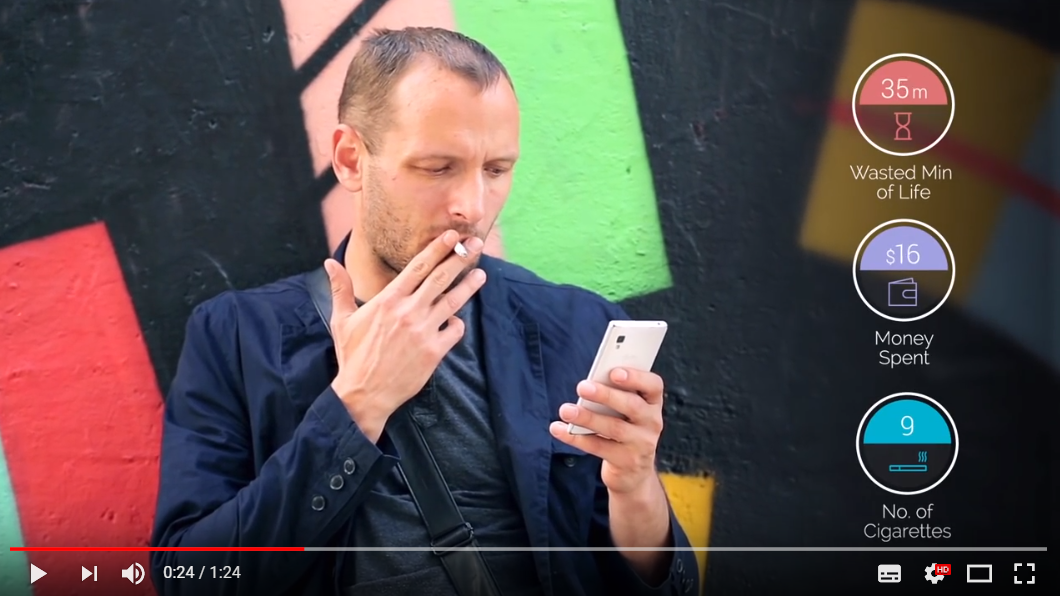 35m
Wasted Min
of Life
$16
Money
Spent
9
No. of
Cigarettes
0:24 / 1:24
HD